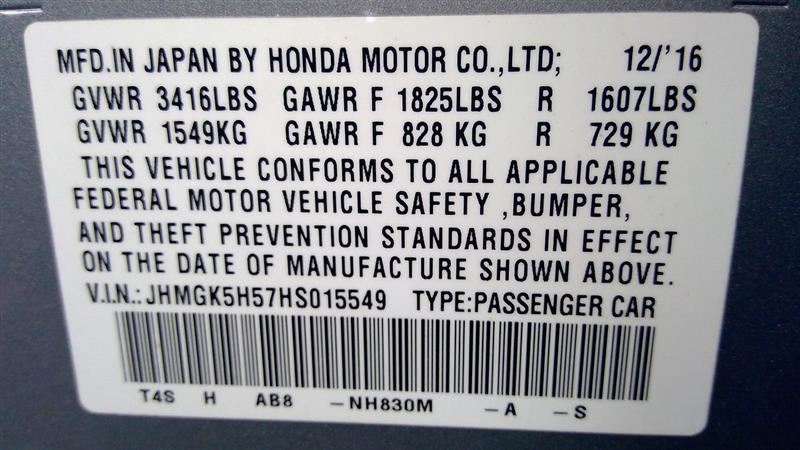 MFD.IN JAPAN BY HONDA MOTOR CO.,LTD; 12/'16
GVWR 3416LBS GAWR F 1825LBS R 1607LBS
GVWR 1549KG GAWR F 828 KG R 729 KG
THIS VEHICLE CONFORMS TO ALL APPLICABLE
FEDERAL MOTOR VEHICLE SAFETY ,BUMPER,
AND THEFT PREVENTION STANDARDS IN EFFECT
ON THE DATE OF MANUFACTURE SHOWN ABOVE.
V.I.N.:JHMGK5H57HS015549 TYPE:PASSENGER CAR
T4S H AB8 -NH830M -A -S